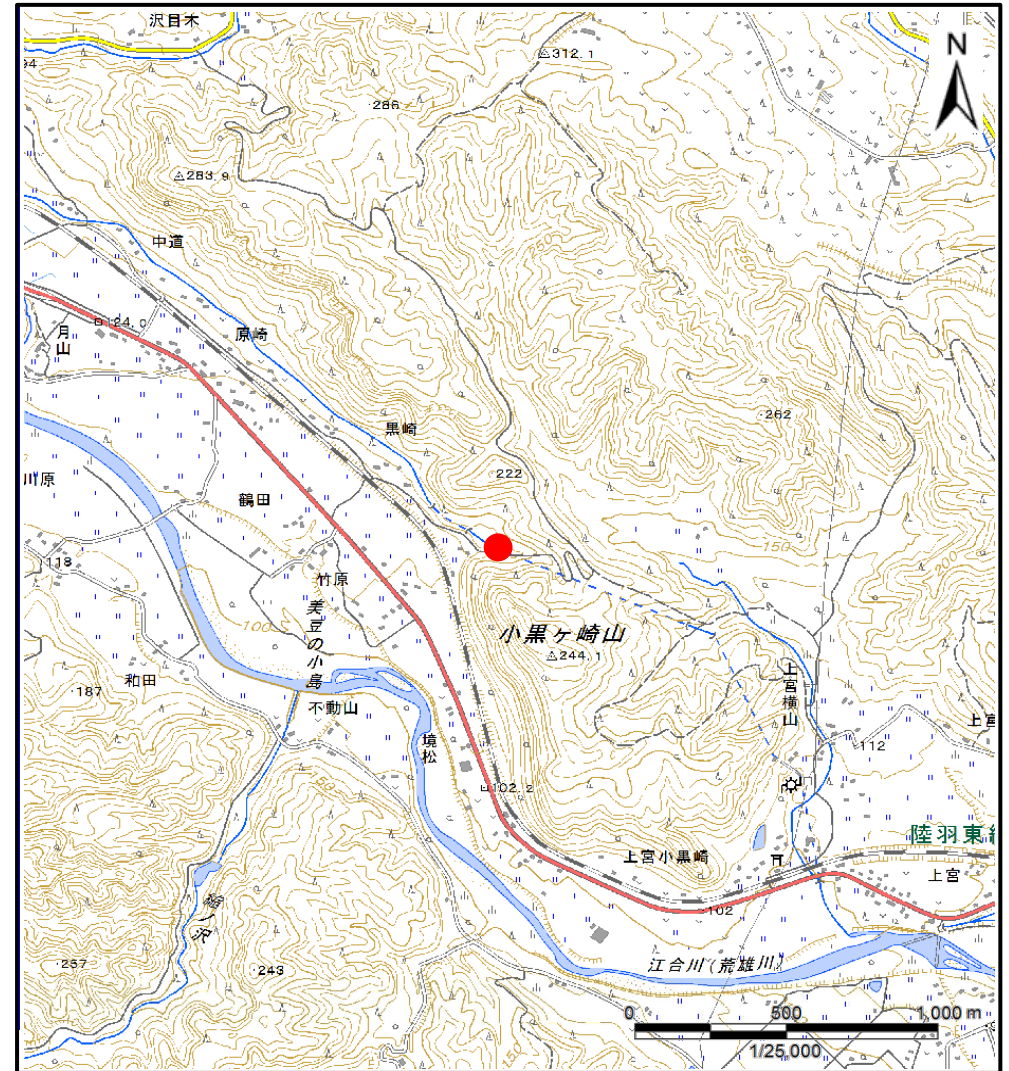 沢目木
△312.1
N
94
・286
△283.9
中道
124.0
月山
原崎
・262
黒崎
川原
・222
鶴田
150
118
竹原
美豆の小島
100
小黒ヶ崎山
△244.1
・187
和田
不動山
上宮横山
境松
・112
102.2
陸羽東
上宮小黒崎
上宮
・102
・257
・243
江合川(荒雄川)
0 500 1,000 m
1/25,000